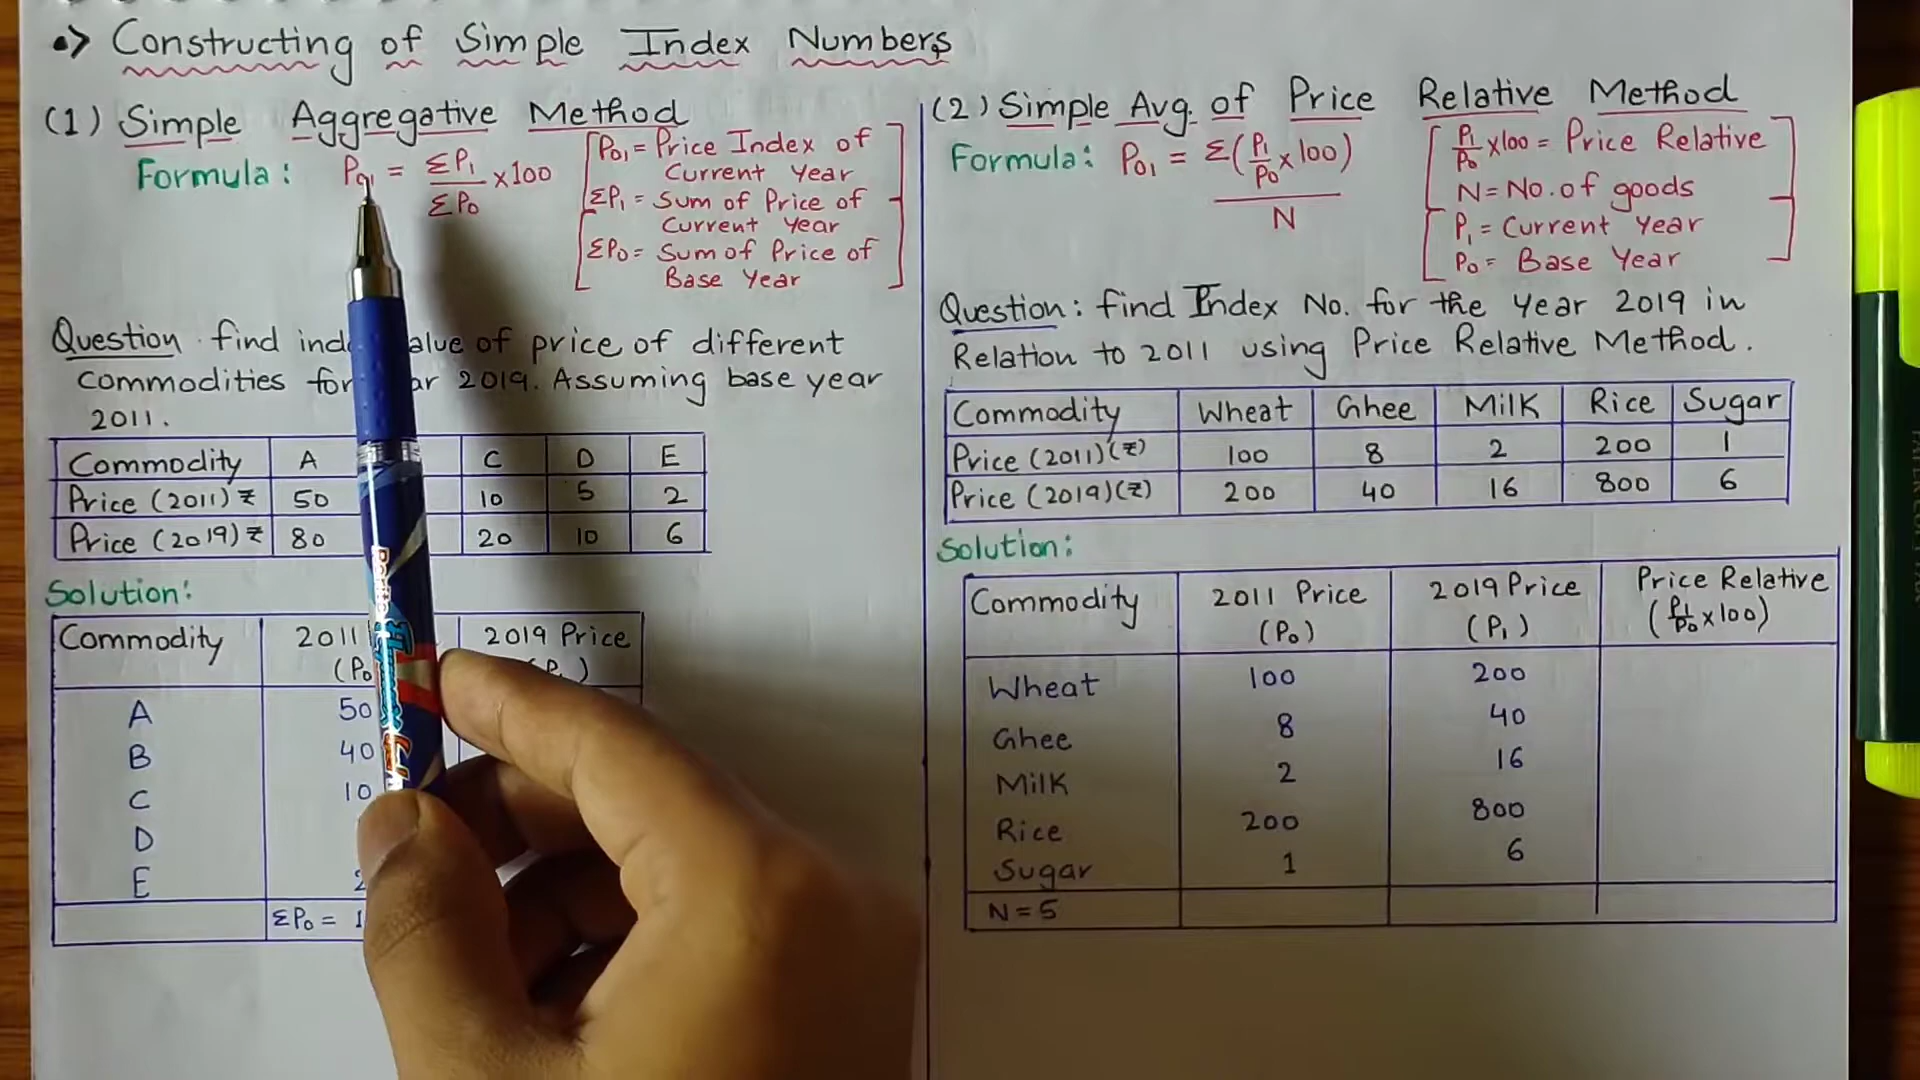 •> Constructing of Simple Index Numbers
(1) Simple Aggregative Method
Formula: P01 = ΣP1 / ΣP0 x100
P01 = Price Index of
Current Year
ΣP1 = Sum of Price of
Current Year
ΣP0 = Sum of Price of
Base Year
Question find value of price of different
commodities for 2019. Assuming base year
2011.
Commodity A C D E
Price (2011) ₹ 50 10 5 2
Price (2019) ₹ 80 20 10 6
Solution:
Commodity 2011 2019 Price
(P0
A 50
B 40
C 10
D
E 2
ΣP0 =
(2) Simple Avg. of Price Relative Method
Formula: P01 = Σ(P1/P0 x100) / N
P1/P0 x100 = Price Relative
N = No. of goods
P1 = Current Year
P0 = Base Year
Question: find Index No. for the year 2019 in
Relation to 2011 using Price Relative Method.
Commodity Wheat Ghee Milk Rice Sugar
Price (2011)(₹) 100 8 2 200 1
Price (2019)(₹) 200 40 16 800 6
Solution:
Commodity 2011 Price 2019 Price Price Relative
(P0) (P1) (P1/P0 x100)
Wheat 100 200
Ghee 8 40
Milk 2 16
Rice 200 800
Sugar 1 6
N = 5